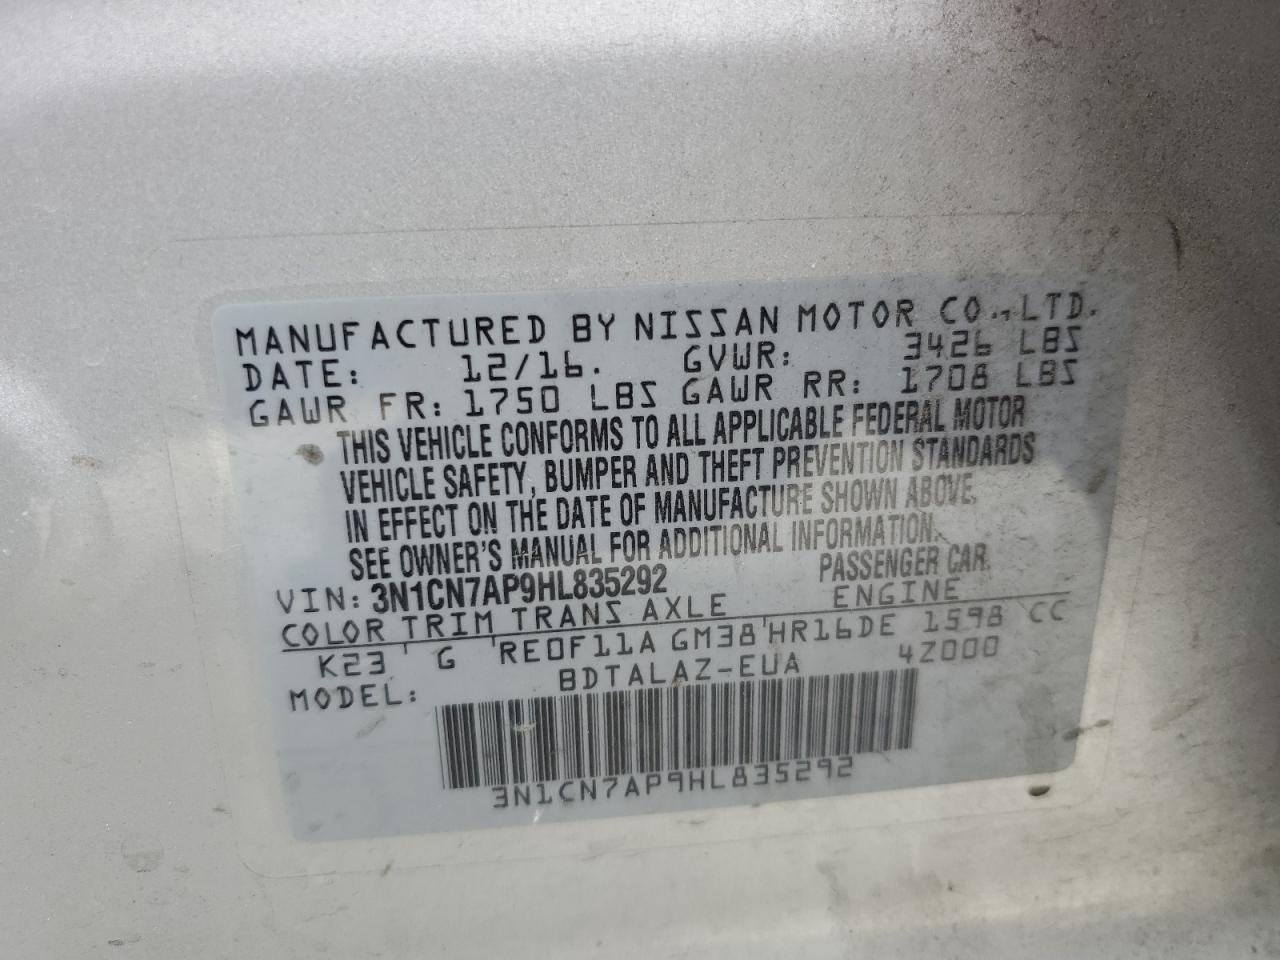 MANUFACTURED BY NISSAN MOTOR CO., LTD.
DATE: 12/16. GVWR: 3426 LBS
GAWR FR: 1750 LBS GAWR RR: 1708 LBS
THIS VEHICLE CONFORMS TO ALL APPLICABLE FEDERAL MOTOR
VEHICLE SAFETY, BUMPER AND THEFT PREVENTION STANDARDS
IN EFFECT ON THE DATE OF MANUFACTURE SHOWN ABOVE.
SEE OWNER'S MANUAL FOR ADDITIONAL INFORMATION.
VIN: 3N1CN7AP9HL835292 PASSENGER CAR
COLOR TRIM TRANS AXLE ENGINE
K23 G RE0F11A GM38 HR16DE 1598 CC
MODEL: BDTALAZ-EUA 4Z000
3N1CN7AP9HL835292